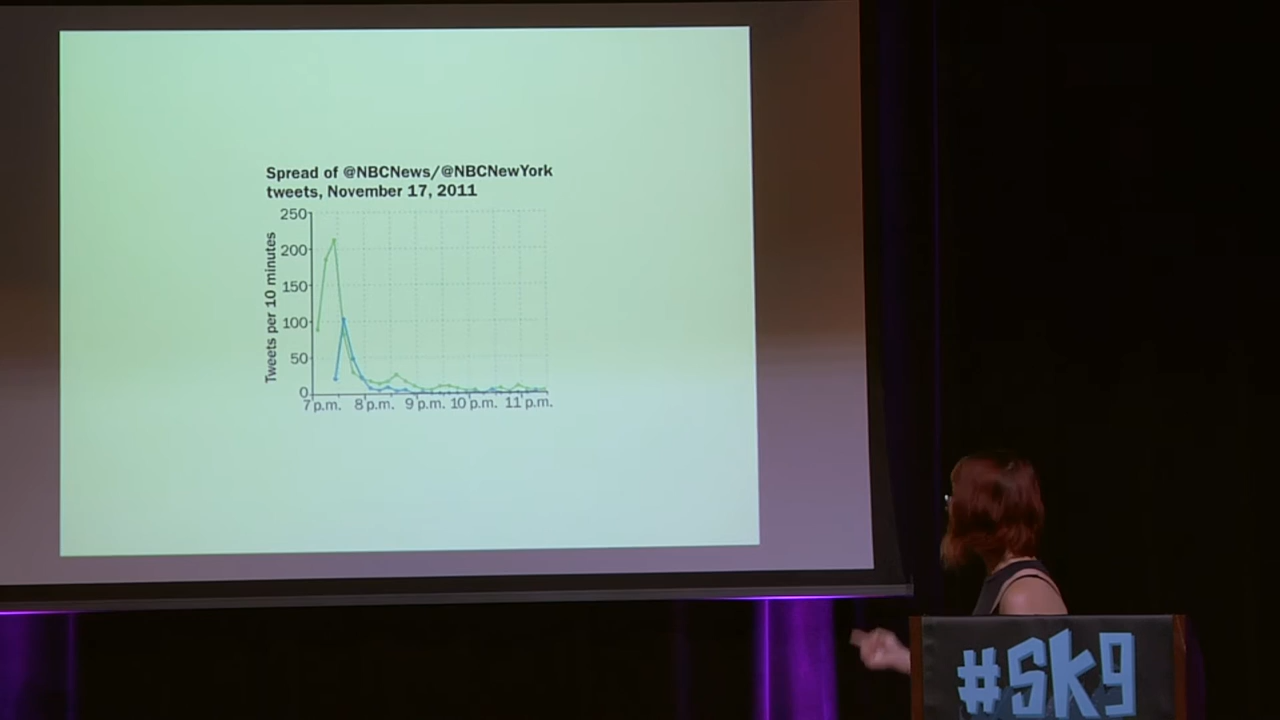 Spread of @NBCNews/@NBCNewYork
tweets, November 17, 2011
Tweets per 10 minutes
250
200
150
100
50
0
7 p.m. 8 p.m. 9 p.m. 10 p.m. 11 p.m.
#sk9